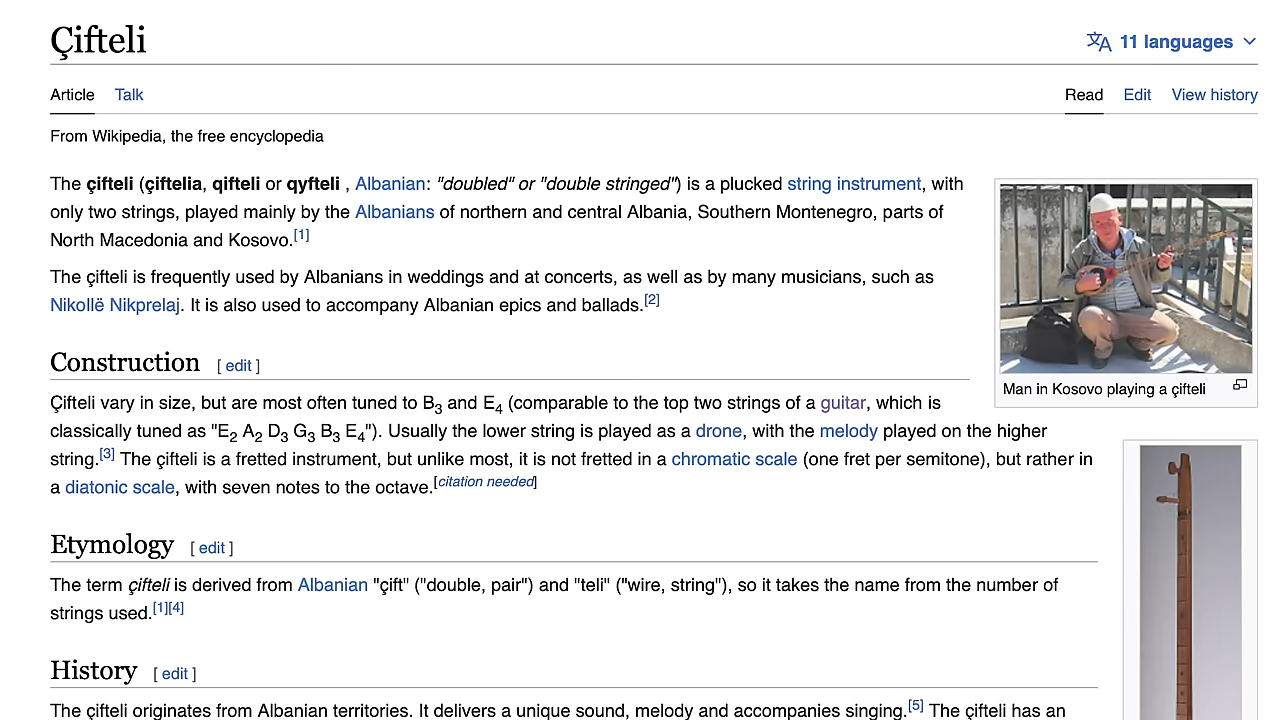 Çifteli
11 languages
Article Talk
Read Edit View history
From Wikipedia, the free encyclopedia
The çifteli (çiftelia, qifteli or qyfteli , Albanian: "doubled" or "double stringed") is a plucked string instrument, with
only two strings, played mainly by the Albanians of northern and central Albania, Southern Montenegro, parts of
North Macedonia and Kosovo.[1]
The çifteli is frequently used by Albanians in weddings and at concerts, as well as by many musicians, such as
Nikollë Nikprelaj. It is also used to accompany Albanian epics and ballads.[2]
Man in Kosovo playing a çifteli
Construction [ edit ]
Çifteli vary in size, but are most often tuned to B3 and E4 (comparable to the top two strings of a guitar, which is
classically tuned as "E2 A2 D3 G3 B3 E4"). Usually the lower string is played as a drone, with the melody played on the higher
string.[3] The çifteli is a fretted instrument, but unlike most, it is not fretted in a chromatic scale (one fret per semitone), but rather in
a diatonic scale, with seven notes to the octave.[citation needed]
Etymology [ edit ]
The term çifteli is derived from Albanian "çift" ("double, pair") and "teli" ("wire, string"), so it takes the name from the number of
strings used.[1][4]
History [ edit ]
The çifteli originates from Albanian territories. It delivers a unique sound, melody and accompanies singing.[5] The çifteli has an